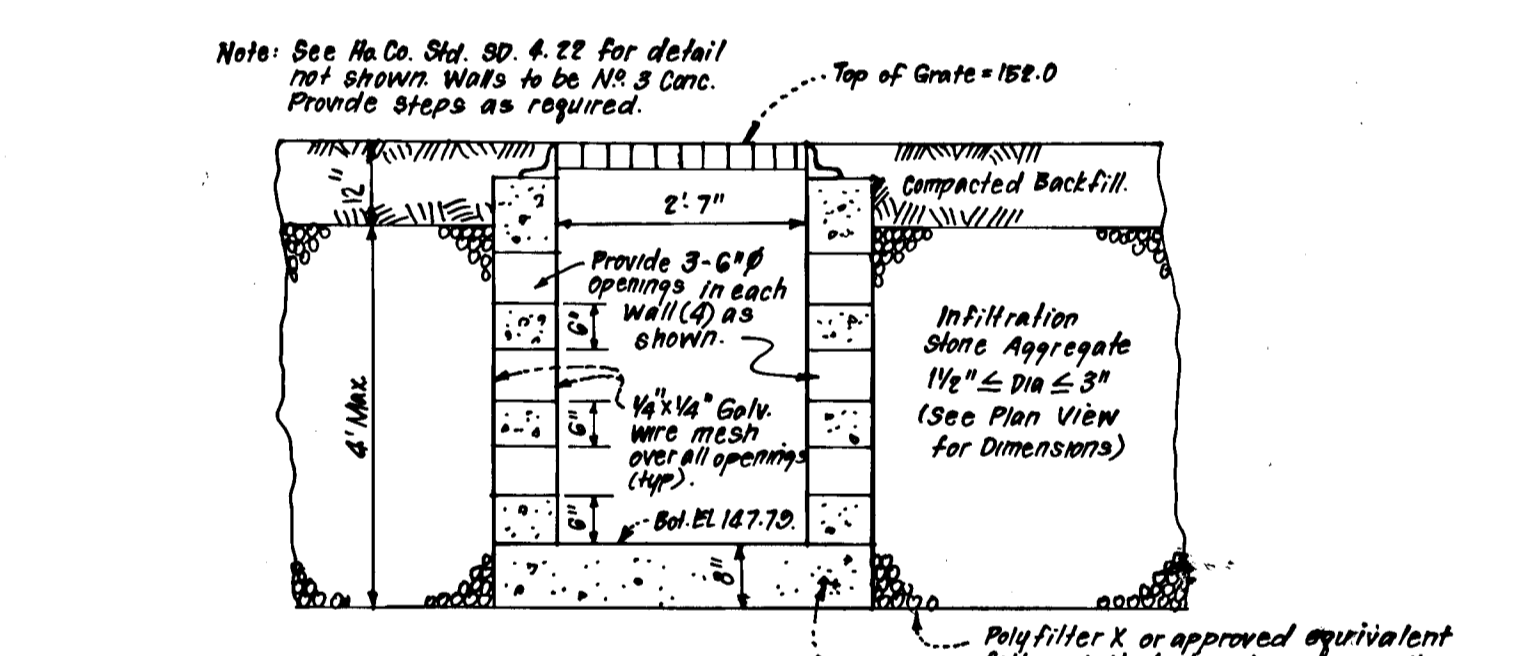 Note: See Ho. Co. Std. SD. 4.22 for detail
not shown. Walls to be Nº 3 Conc.
Provide steps as required.
Top of Grate = 152.0
12"
Compacted Backfill.
2'-7"
Provide 3-6"Ø
openings in each
wall (4) as
shown.
6"
Infiltration
Stone Aggregate
1½" ≤ Dia ≤ 3"
(See Plan View
for Dimensions)
4' Max.
¼"x¼" Galv.
wire mesh
over all openings
(typ).
6"
6"
Bot. EL 147.79.
8"
Polyfilter X or approved equivalent